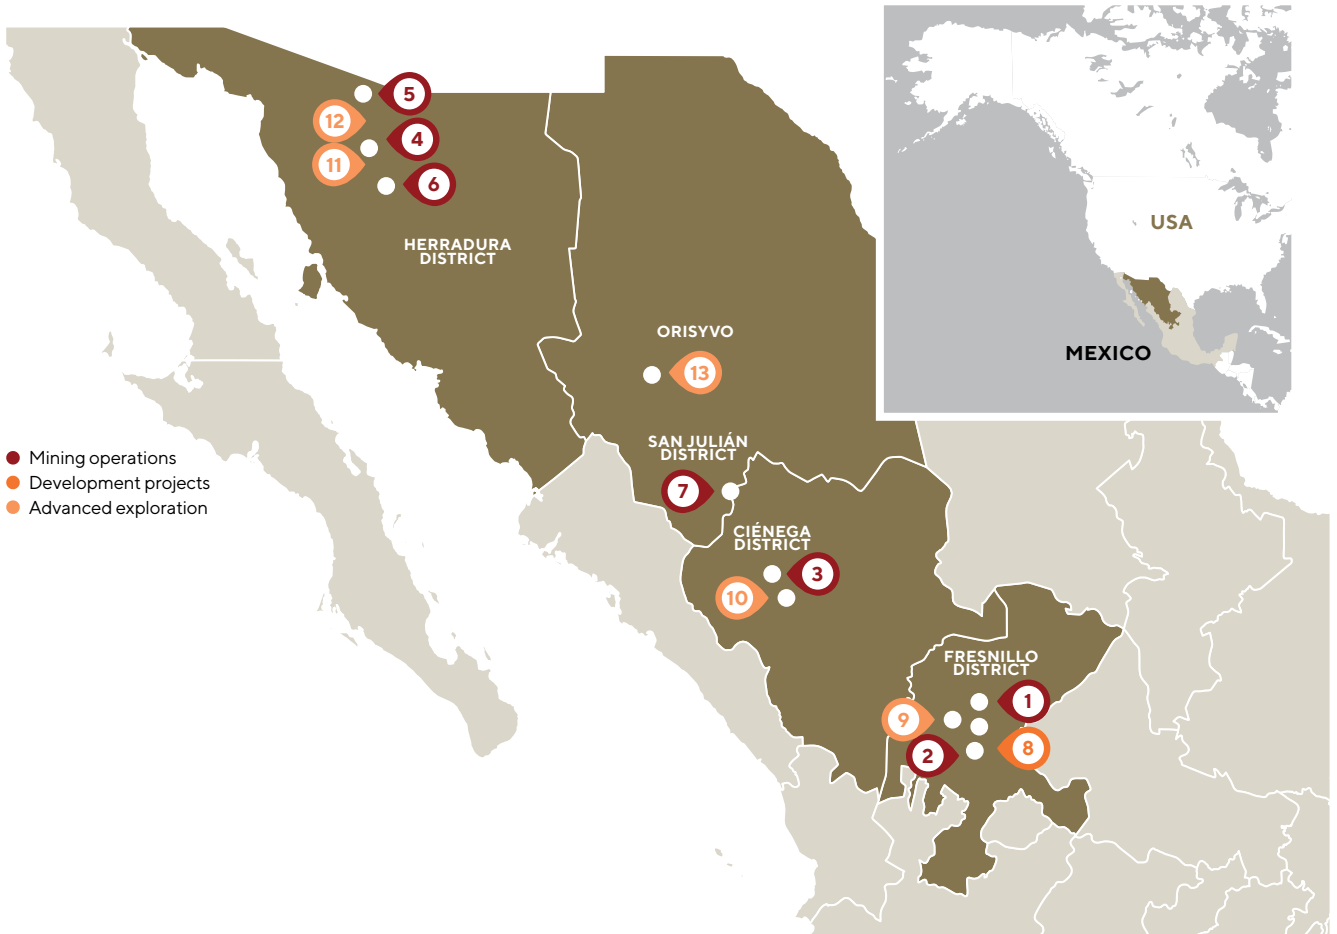 USA
MEXICO
5
12
4
11
6
HERRADURA
DISTRICT
ORISYVO
13
SAN JULIÁN
DISTRICT
7
Mining operations
Development projects
Advanced exploration
CIÉNEGA
DISTRICT
3
10
FRESNILLO
DISTRICT
1
9
2
8